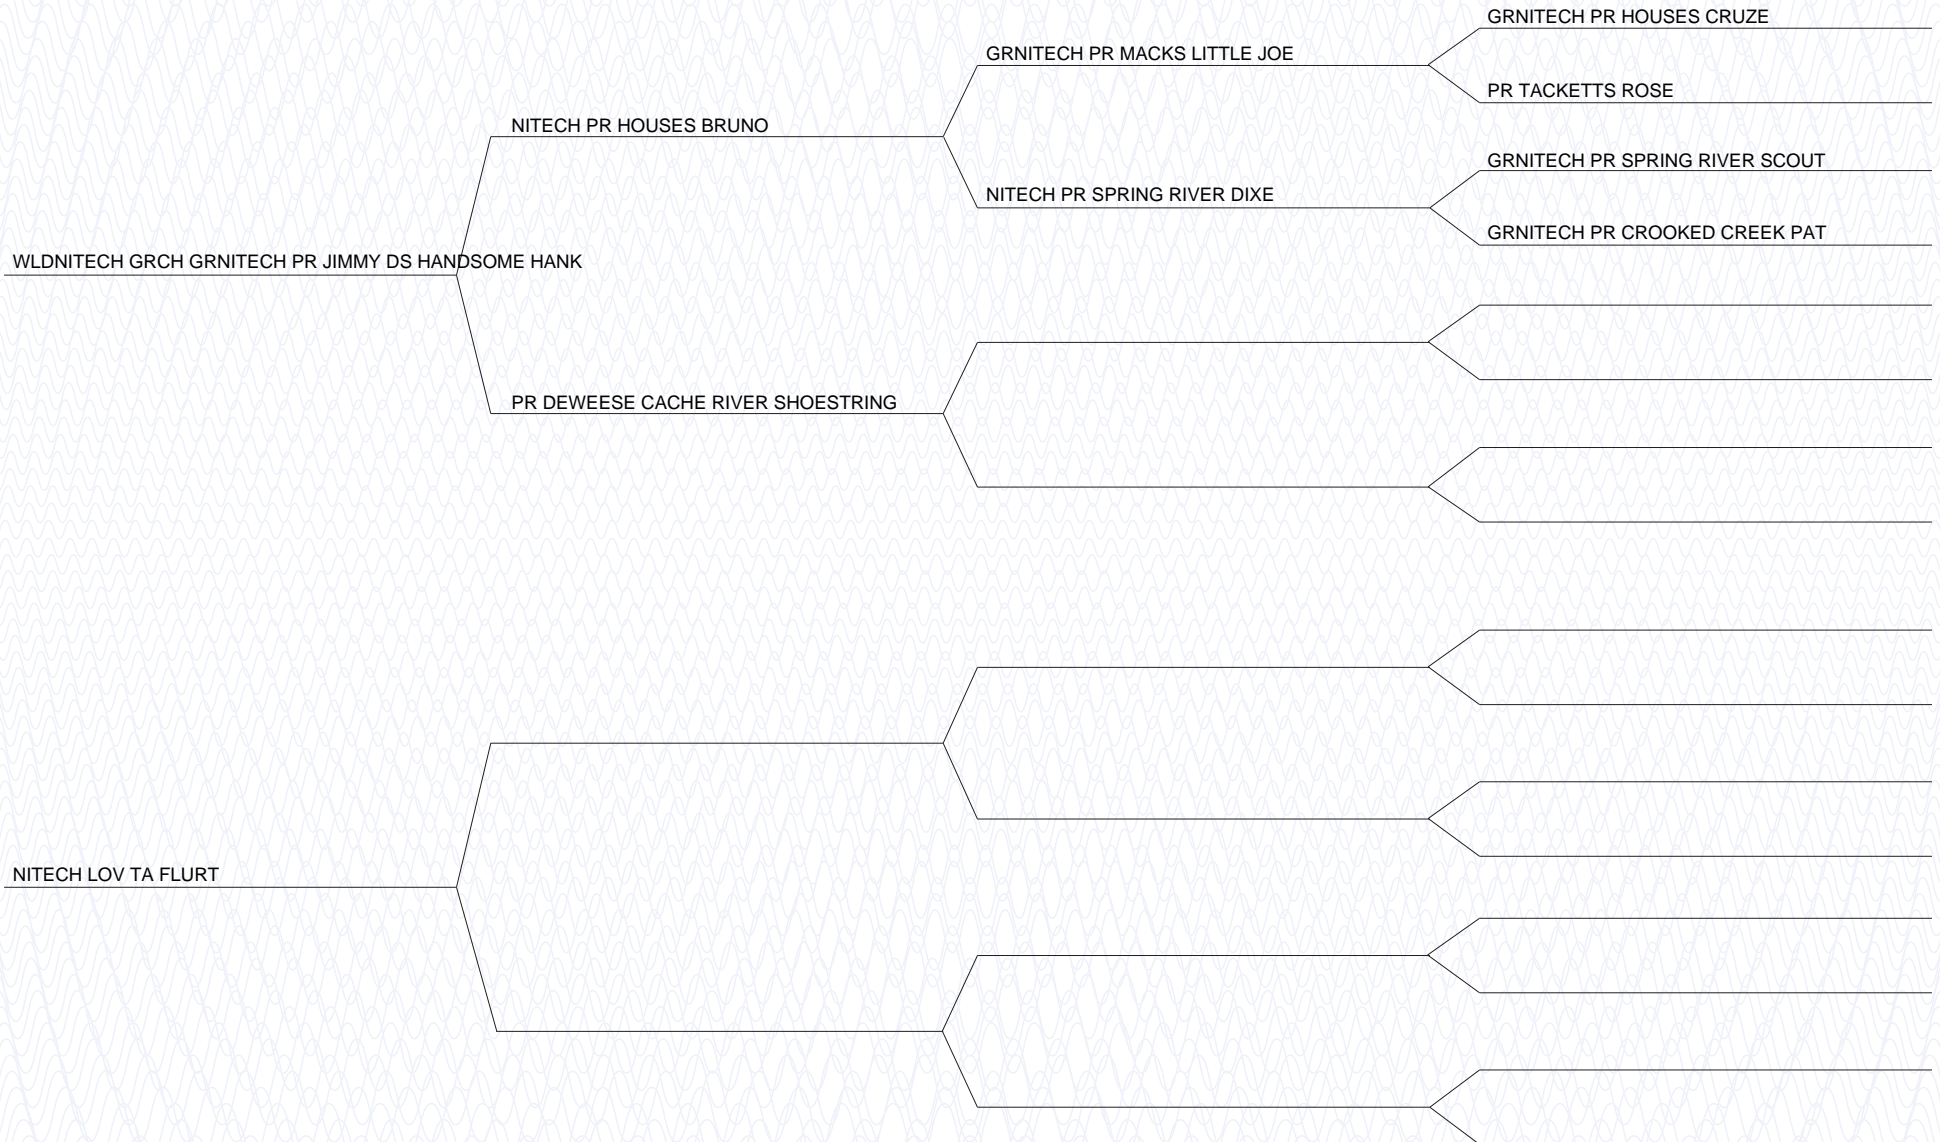 GRNITECH PR HOUSES CRUZE
GRNITECH PR MACKS LITTLE JOE
PR TACKETTS ROSE
NITECH PR HOUSES BRUNO
GRNITECH PR SPRING RIVER SCOUT
NITECH PR SPRING RIVER DIXE
GRNITECH PR CROOKED CREEK PAT
WLDNITECH GRCH GRNITECH PR JIMMY DS HANDSOME HANK
PR DEWEESE CACHE RIVER SHOESTRING
NITECH LOV TA FLURT